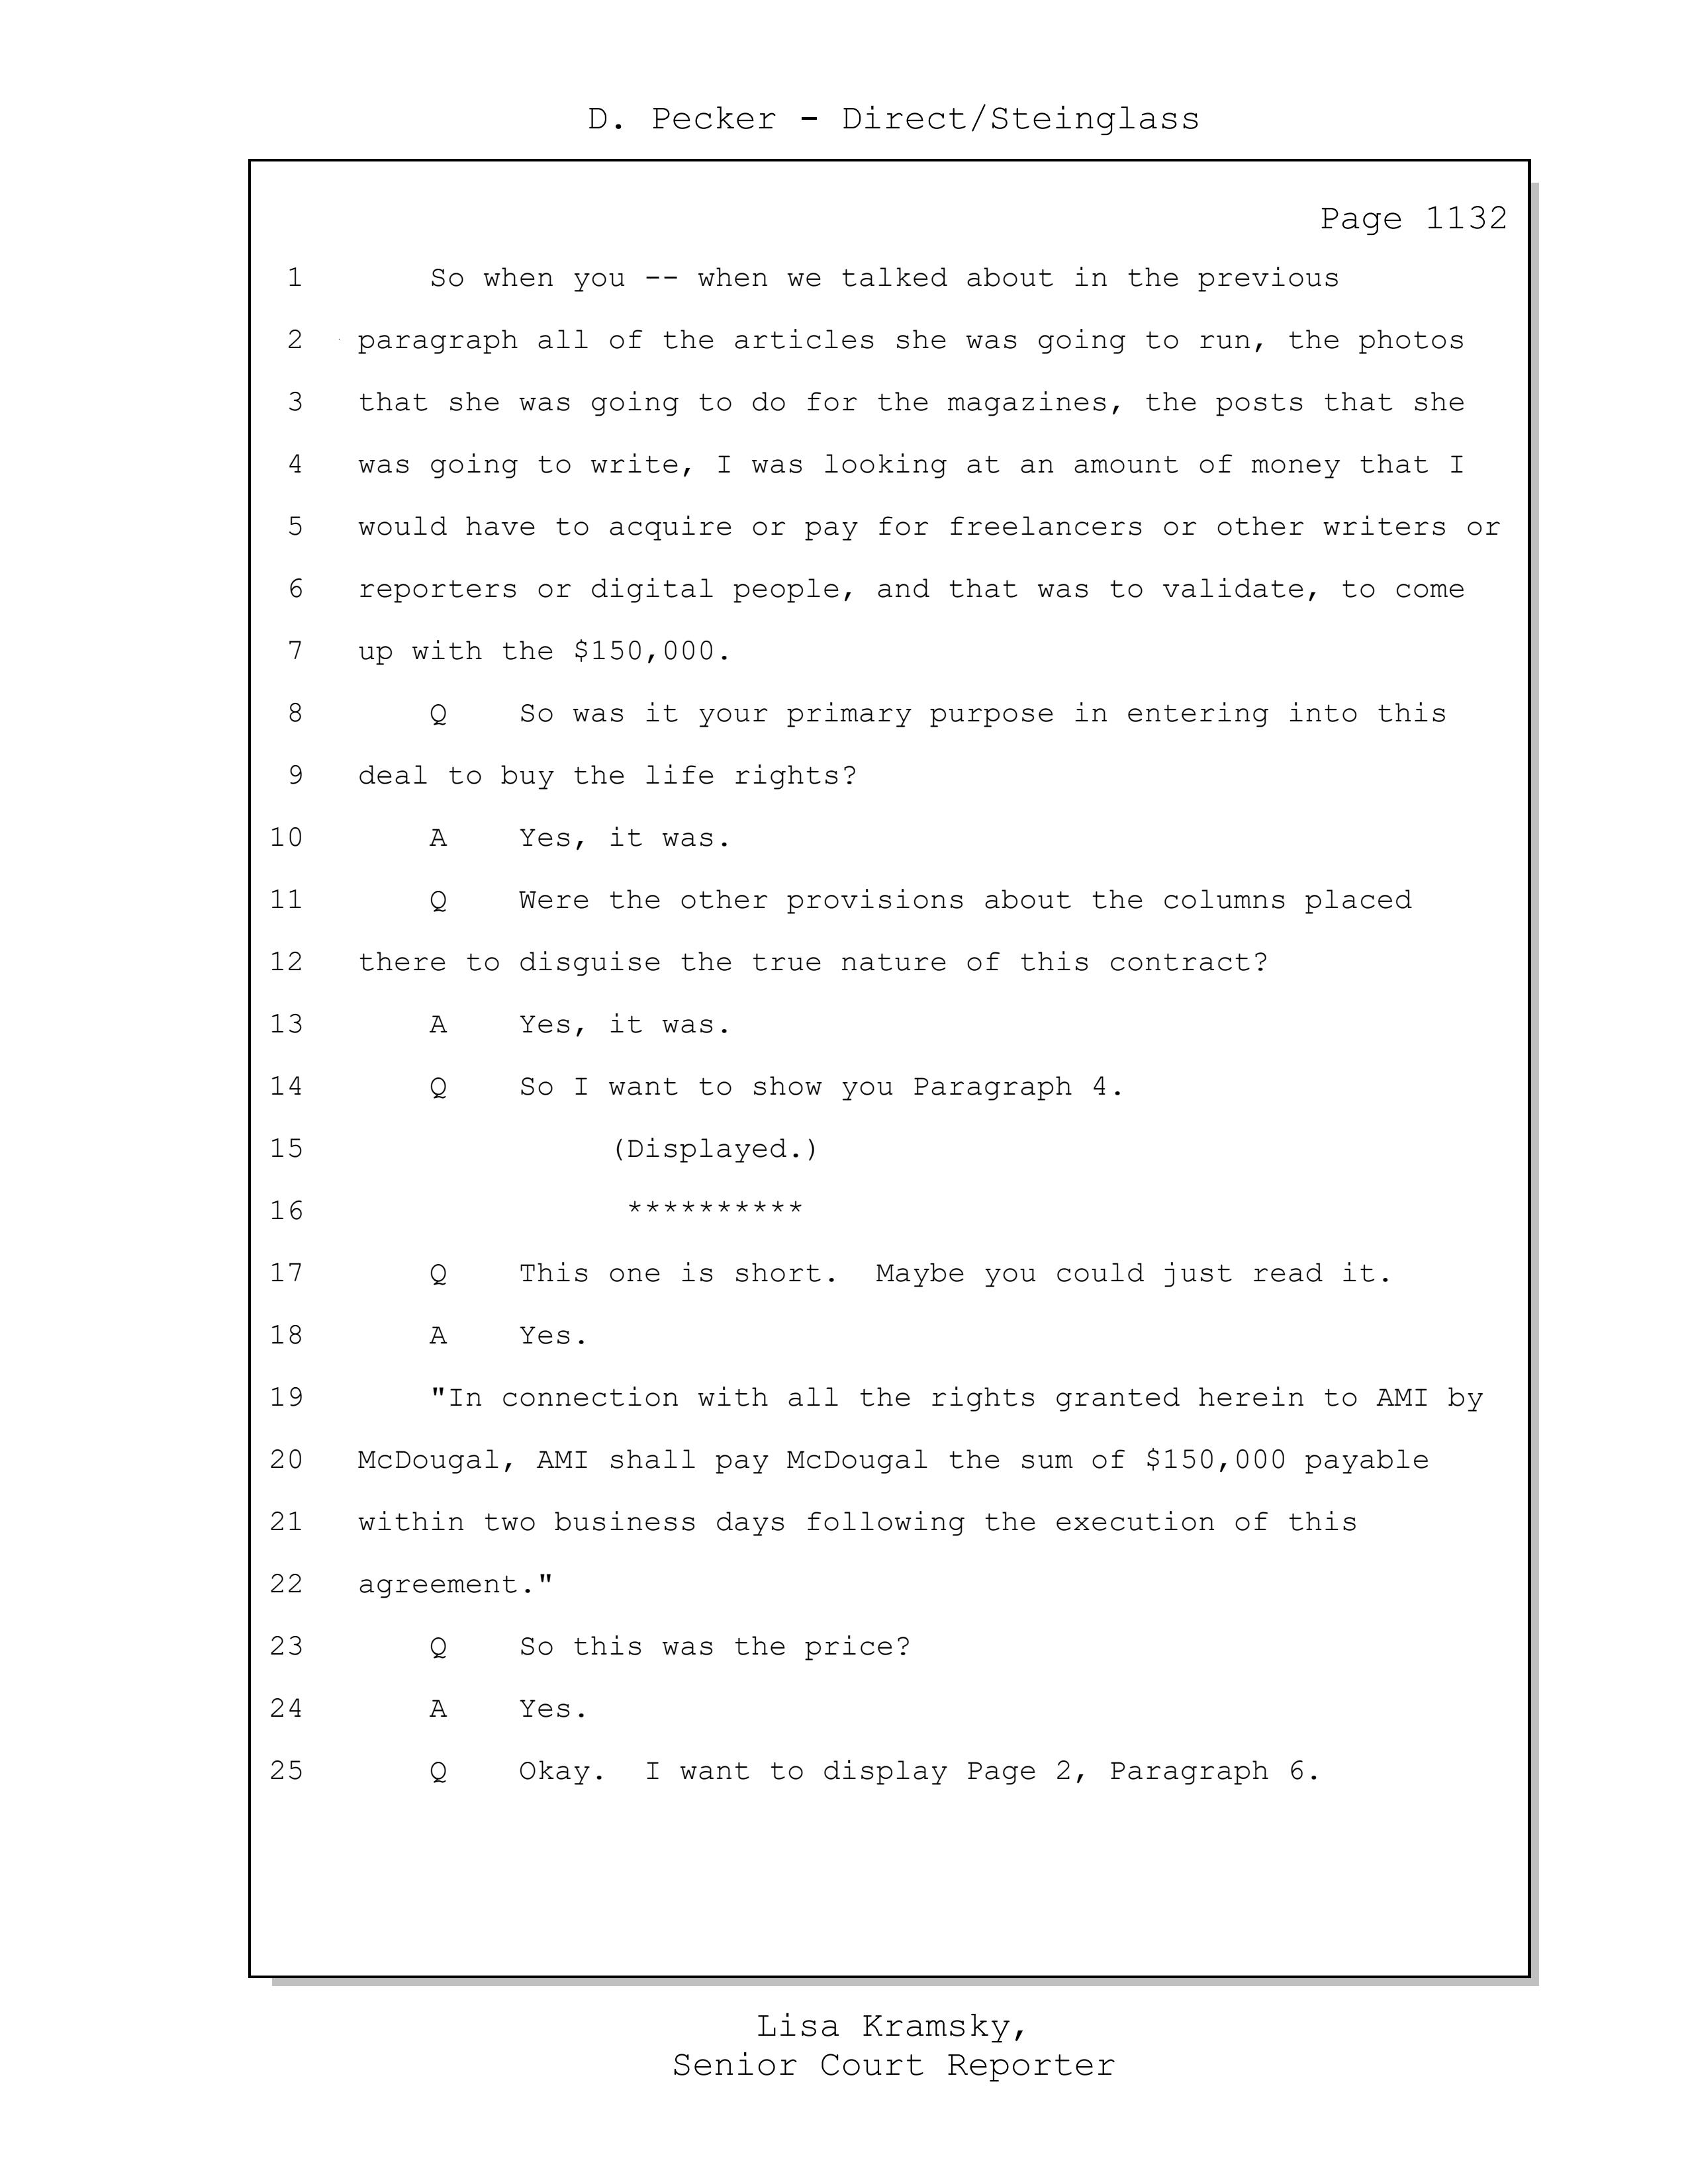 D. Pecker - Direct/Steinglass
Page 1132
1 So when you -- when we talked about in the previous
2 paragraph all of the articles she was going to run, the photos
3 that she was going to do for the magazines, the posts that she
4 was going to write, I was looking at an amount of money that I
5 would have to acquire or pay for freelancers or other writers or
6 reporters or digital people, and that was to validate, to come
7 up with the $150,000.
8 Q So was it your primary purpose in entering into this
9 deal to buy the life rights?
10 A Yes, it was.
11 Q Were the other provisions about the columns placed
12 there to disguise the true nature of this contract?
13 A Yes, it was.
14 Q So I want to show you Paragraph 4.
15 (Displayed.)
16 **********
17 Q This one is short. Maybe you could just read it.
18 A Yes.
19 "In connection with all the rights granted herein to AMI by
20 McDougal, AMI shall pay McDougal the sum of $150,000 payable
21 within two business days following the execution of this
22 agreement."
23 Q So this was the price?
24 A Yes.
25 Q Okay. I want to display Page 2, Paragraph 6.
Lisa Kramsky,
Senior Court Reporter